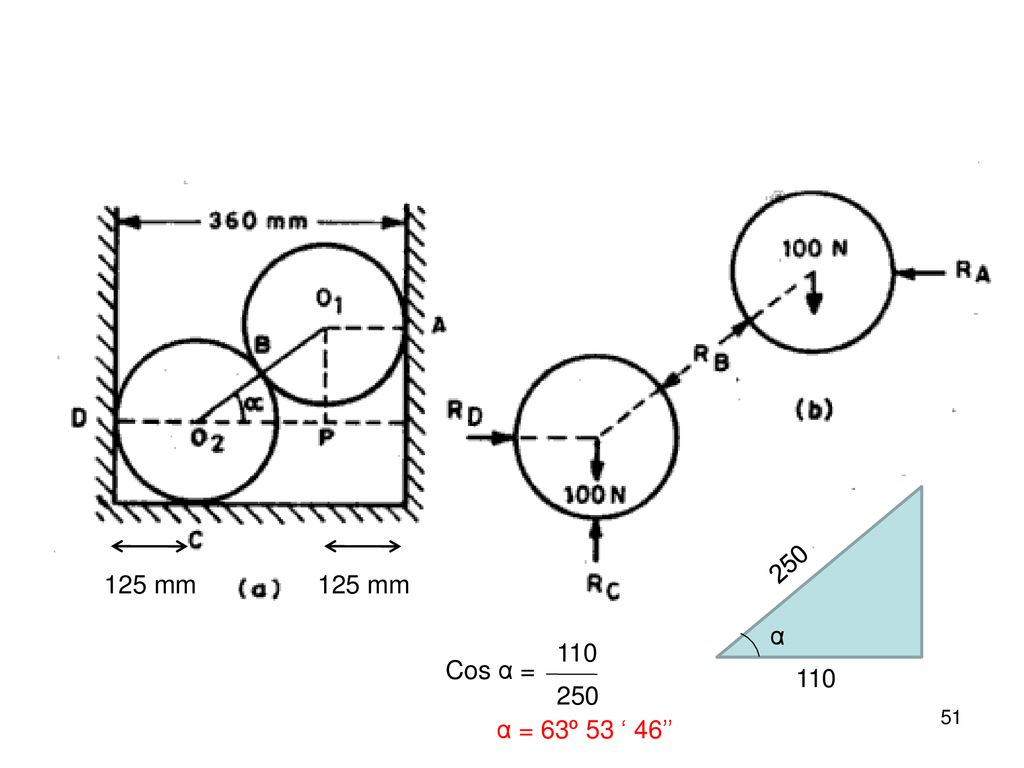 360 mm
O1
A
B
α
D
O2
P
C
125 mm
125 mm
(a)
100 N
RA
RB
(b)
RD
100 N
RC
250
α
110
Cos α = 110
250
α = 63º 53 ‘ 46’’
51